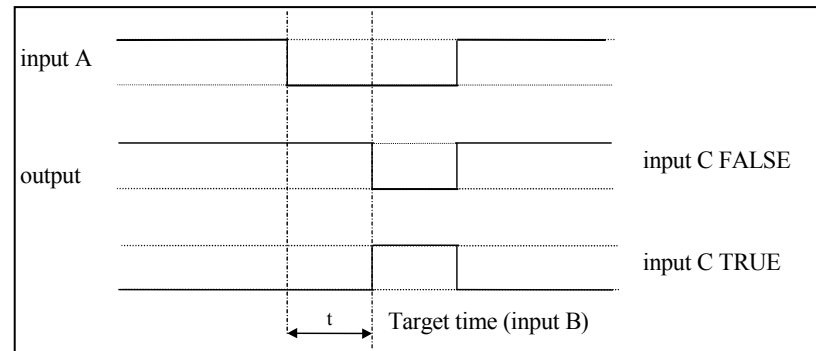 input A
input C FALSE
output
input C TRUE
t
Target time (input B)